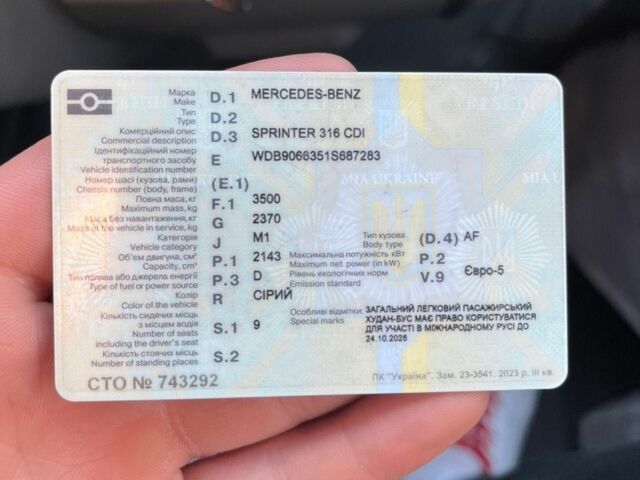 Марка D.1 MERCEDES-BENZ
Make
Тип D.2
Type
Комерційний опис D.3 SPRINTER 316 CDI
Commercial description
Ідентифікаційний номер E WDB9066351S687283
транспортного засобу
Vehicle identification number
Номер шасі (кузова, рами) (E.1)
Chassis number (body, frame)
Повна маса, кг F.1 3500
Maximum mass, kg
Маса без навантаження, кг G 2370
Mass of the vehicle in service, kg
Категорія J M1 Тип кузова (D.4) AF
Vehicle category Body type
Об'єм двигуна, см³ P.1 2143 Максимальна потужність кВт P.2
Capacity, cm³ Maximum net power (in kW)
Тип палива або джерела енергії P.3 D Рівень екологічних норм V.9 Євро-5
Type of fuel or power source Emission standard
Колір R СІРИЙ
Color of the vehicle
Кількість сидячих місць S.1 9 Особливі відмітки: ЗАГАЛЬНИЙ ЛЕГКОВИЙ ПАСАЖИРСЬКИЙ
з місцем водія Special marks ХУДАН-БУС МАЄ ПРАВО КОРИСТУВАТИСЯ
Number of seats ДЛЯ УЧАСТІ В МІЖНАРОДНОМУ РУСІ ДО
including the driver's seat 24.10.2026
Кількість стоячих місць S.2
Number of standing places
СТО № 743292 ПК "Україна", Зам. 23-3541, 2023 р. III кв.
MIA UKRAINE
MIA U